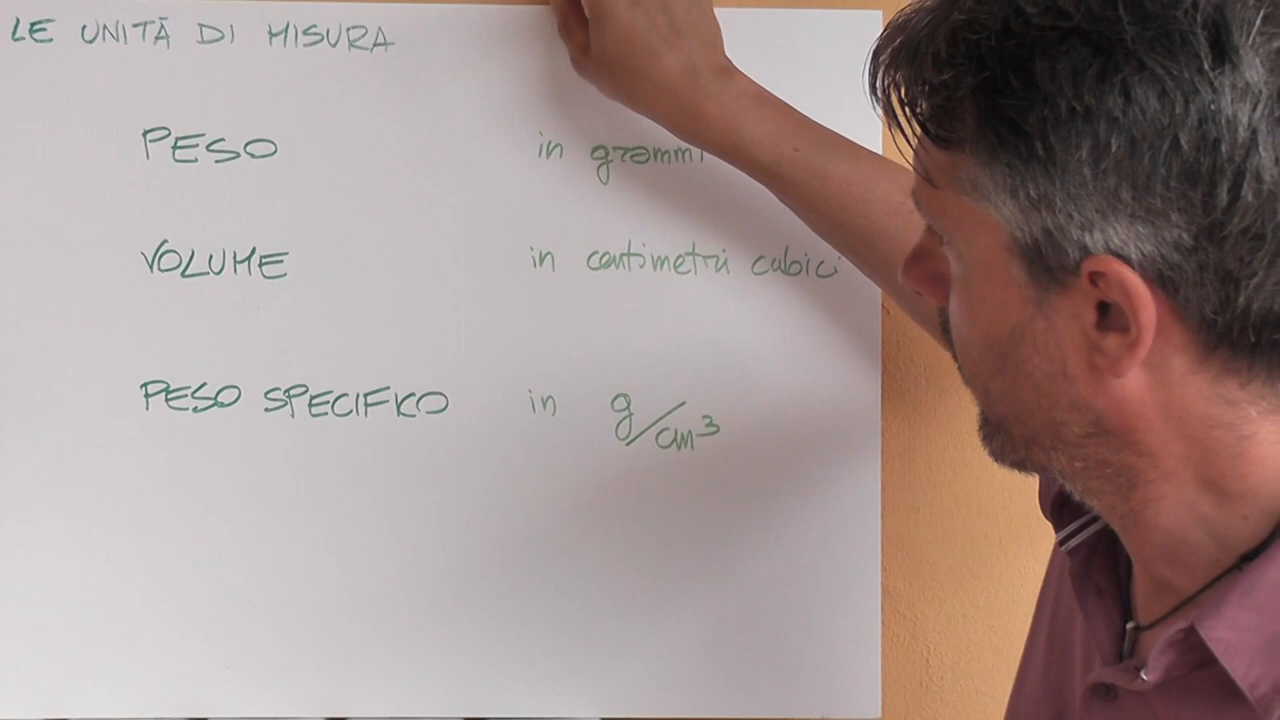 LE UNITÀ DI MISURA
PESO in grammi
VOLUME in centimetri cubici
PESO SPECIFICO in g/cm³